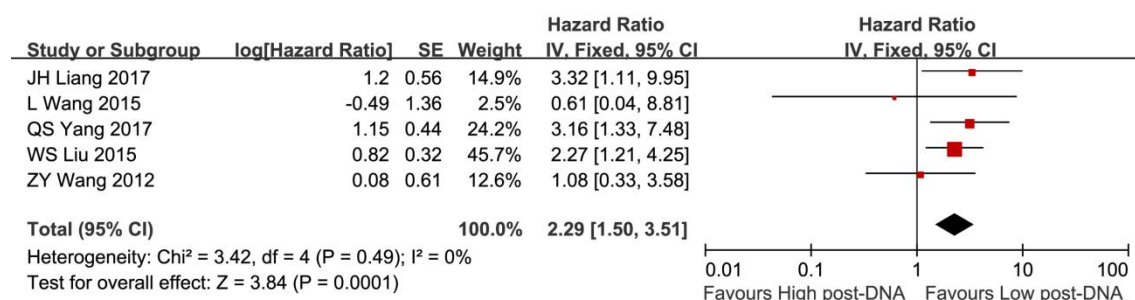 Hazard Ratio Hazard Ratio
Study or Subgroup log[Hazard Ratio] SE Weight IV, Fixed, 95% CI IV, Fixed, 95% CI
JH Liang 2017 1.2 0.56 14.9% 3.32 [1.11, 9.95]
L Wang 2015 -0.49 1.36 2.5% 0.61 [0.04, 8.81]
QS Yang 2017 1.15 0.44 24.2% 3.16 [1.33, 7.48]
WS Liu 2015 0.82 0.32 45.7% 2.27 [1.21, 4.25]
ZY Wang 2012 0.08 0.61 12.6% 1.08 [0.33, 3.58]
Total (95% CI) 100.0% 2.29 [1.50, 3.51]
Heterogeneity: Chi² = 3.42, df = 4 (P = 0.49); I² = 0%
Test for overall effect: Z = 3.84 (P = 0.0001)
0.01 0.1 1 10 100
Favours High post-DNA Favours Low post-DNA